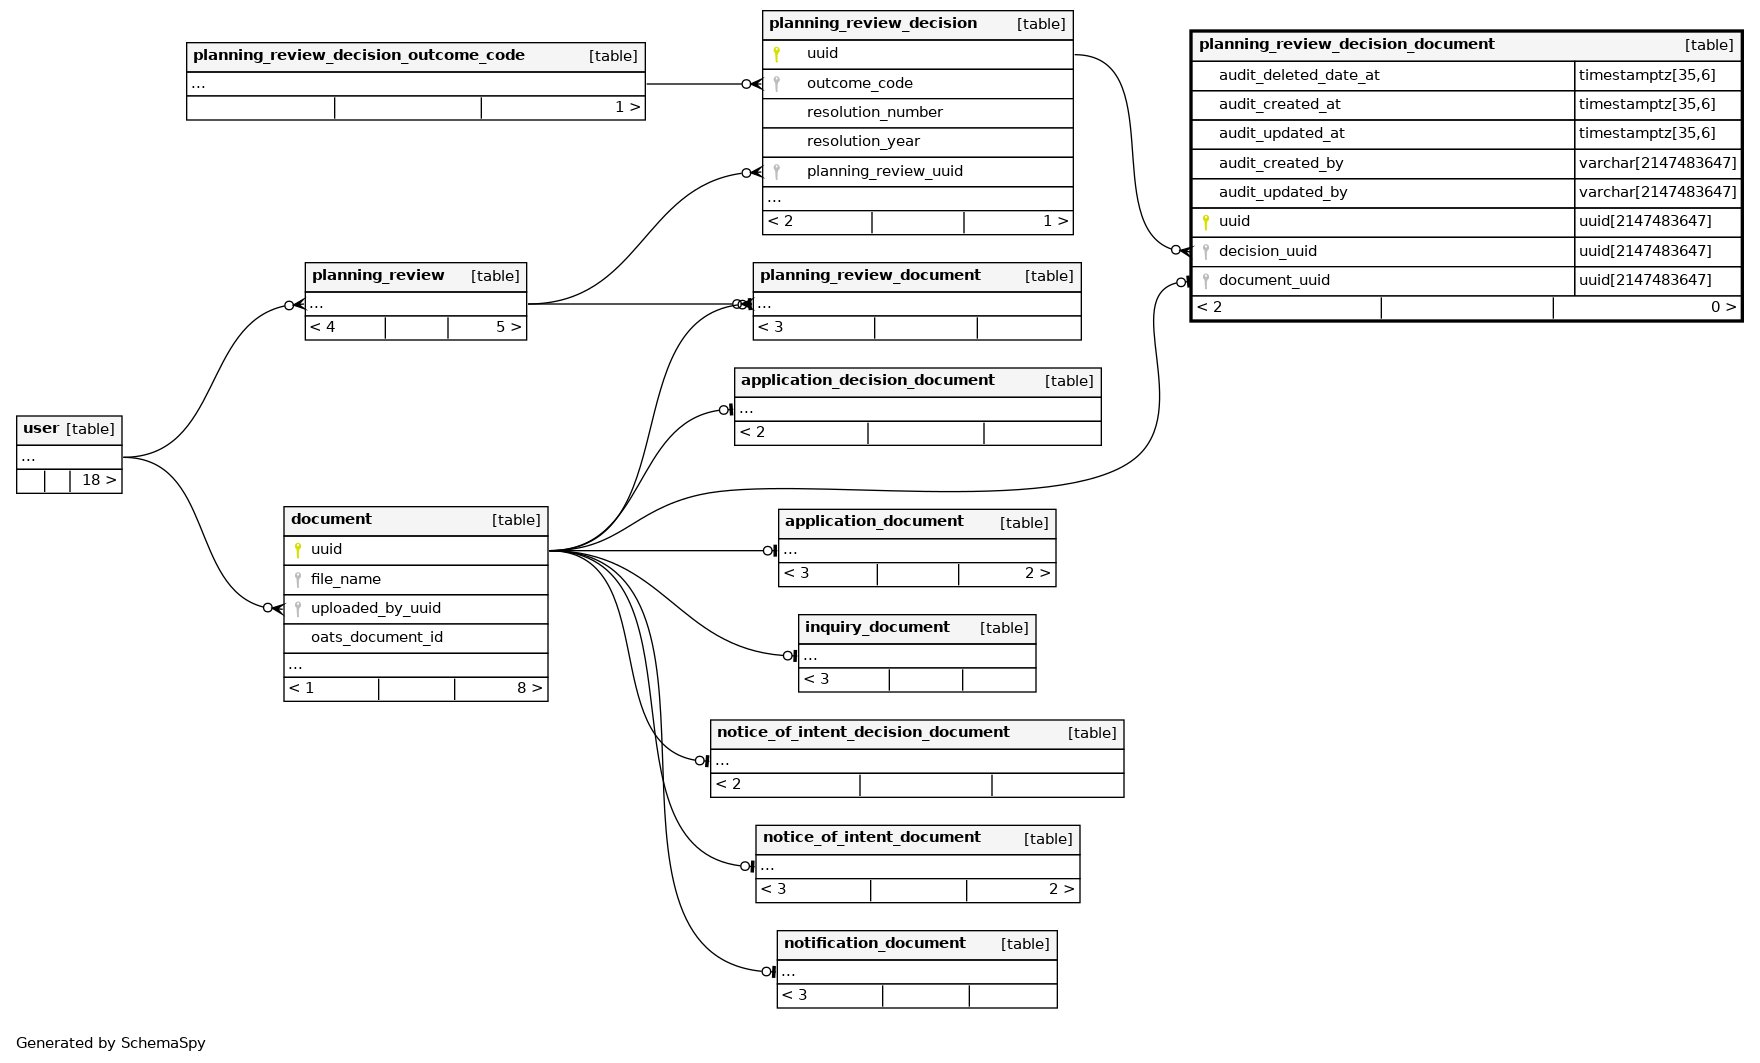 planning_review_decision [table]
uuid
outcome_code
resolution_number
resolution_year
planning_review_uuid
...
< 2 1 >
planning_review_decision_outcome_code [table]
...
1 >
planning_review_decision_document [table]
audit_deleted_date_at timestamptz[35,6]
audit_created_at timestamptz[35,6]
audit_updated_at timestamptz[35,6]
audit_created_by varchar[2147483647]
audit_updated_by varchar[2147483647]
uuid uuid[2147483647]
decision_uuid uuid[2147483647]
document_uuid uuid[2147483647]
< 2 0 >
planning_review [table]
...
< 4 5 >
planning_review_document [table]
...
< 3
application_decision_document [table]
...
< 2
user [table]
...
18 >
document [table]
uuid
file_name
uploaded_by_uuid
oats_document_id
...
< 1 8 >
application_document [table]
...
< 3 2 >
inquiry_document [table]
...
< 3
notice_of_intent_decision_document [table]
...
< 2
notice_of_intent_document [table]
...
< 3 2 >
notification_document [table]
...
< 3
Generated by SchemaSpy